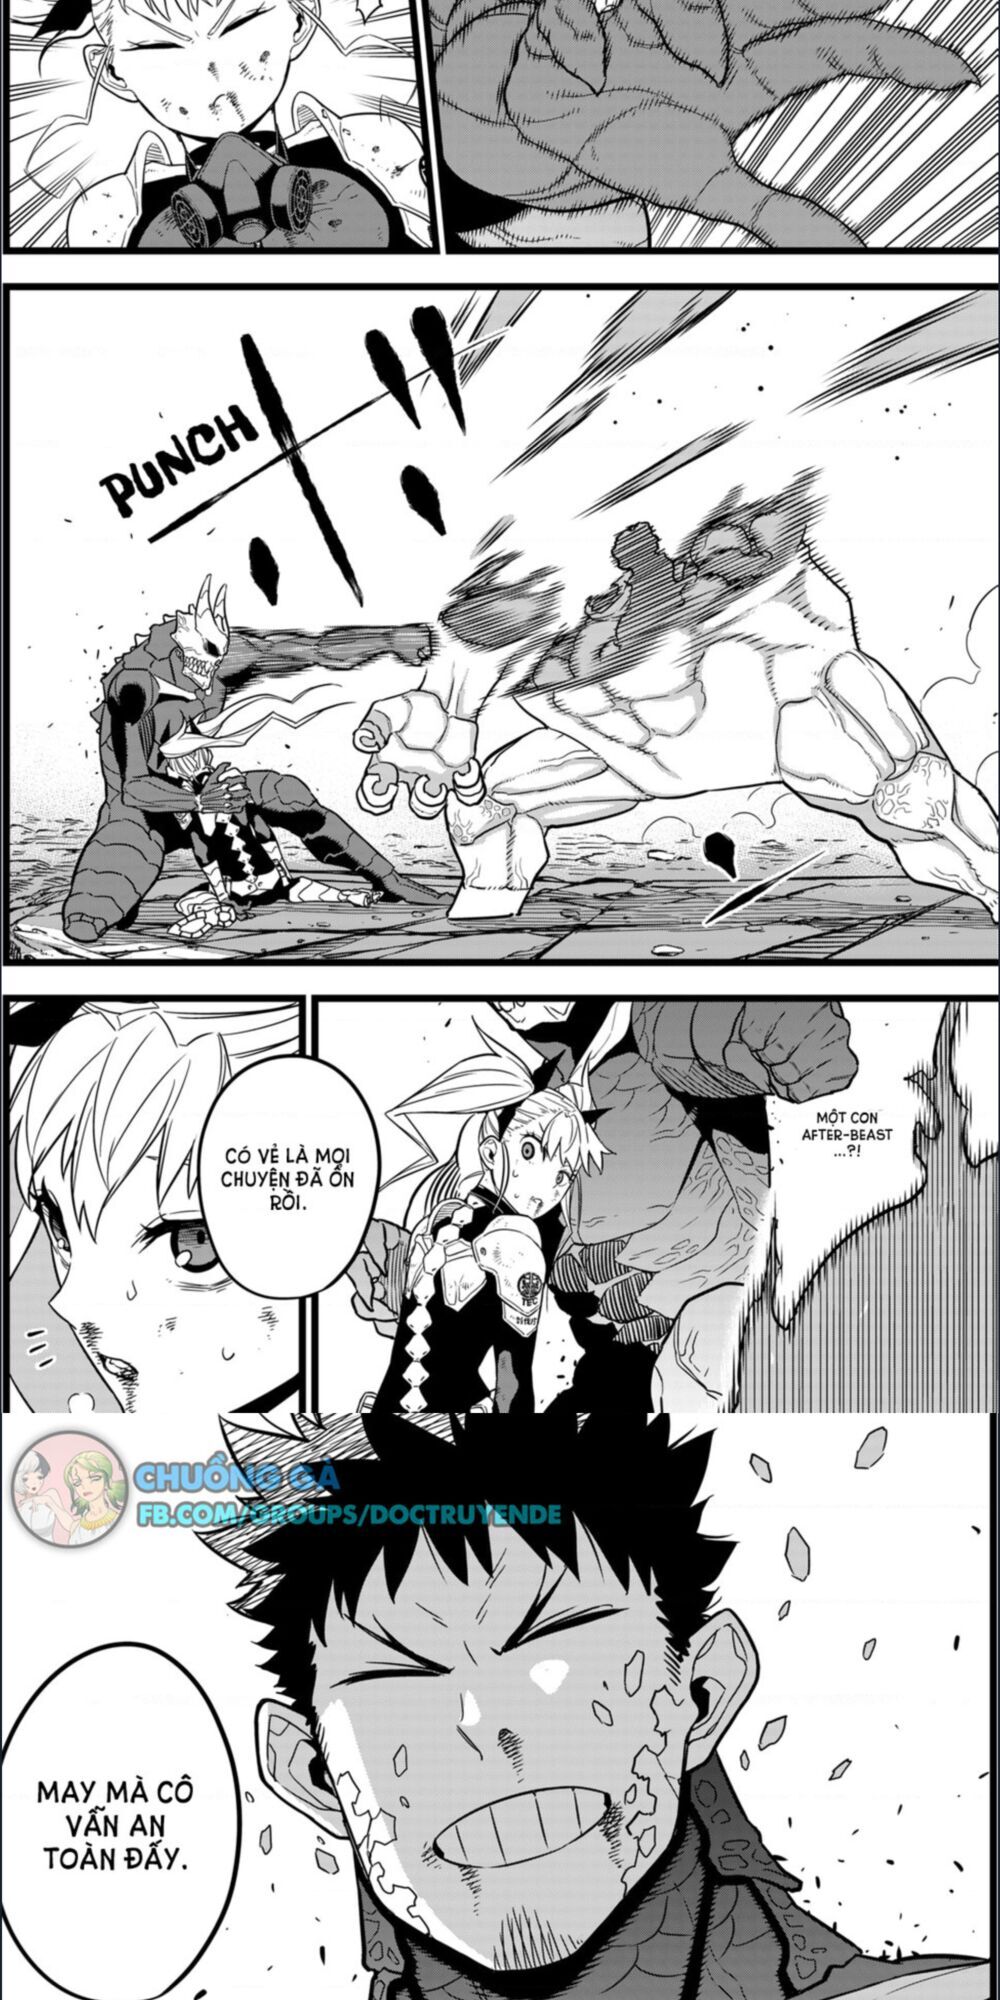 PUNCH
MỘT CON
AFTER-BEAST
...?!
CÓ VẺ LÀ MỌI
CHUYỆN ĐÃ ỔN
RỒI.
TEC
CHUỒNG GÀ
FB.COM/GROUPS/DOCTRUYENDE
MAY MÀ CÔ
VẪN AN
TOÀN ĐẤY.